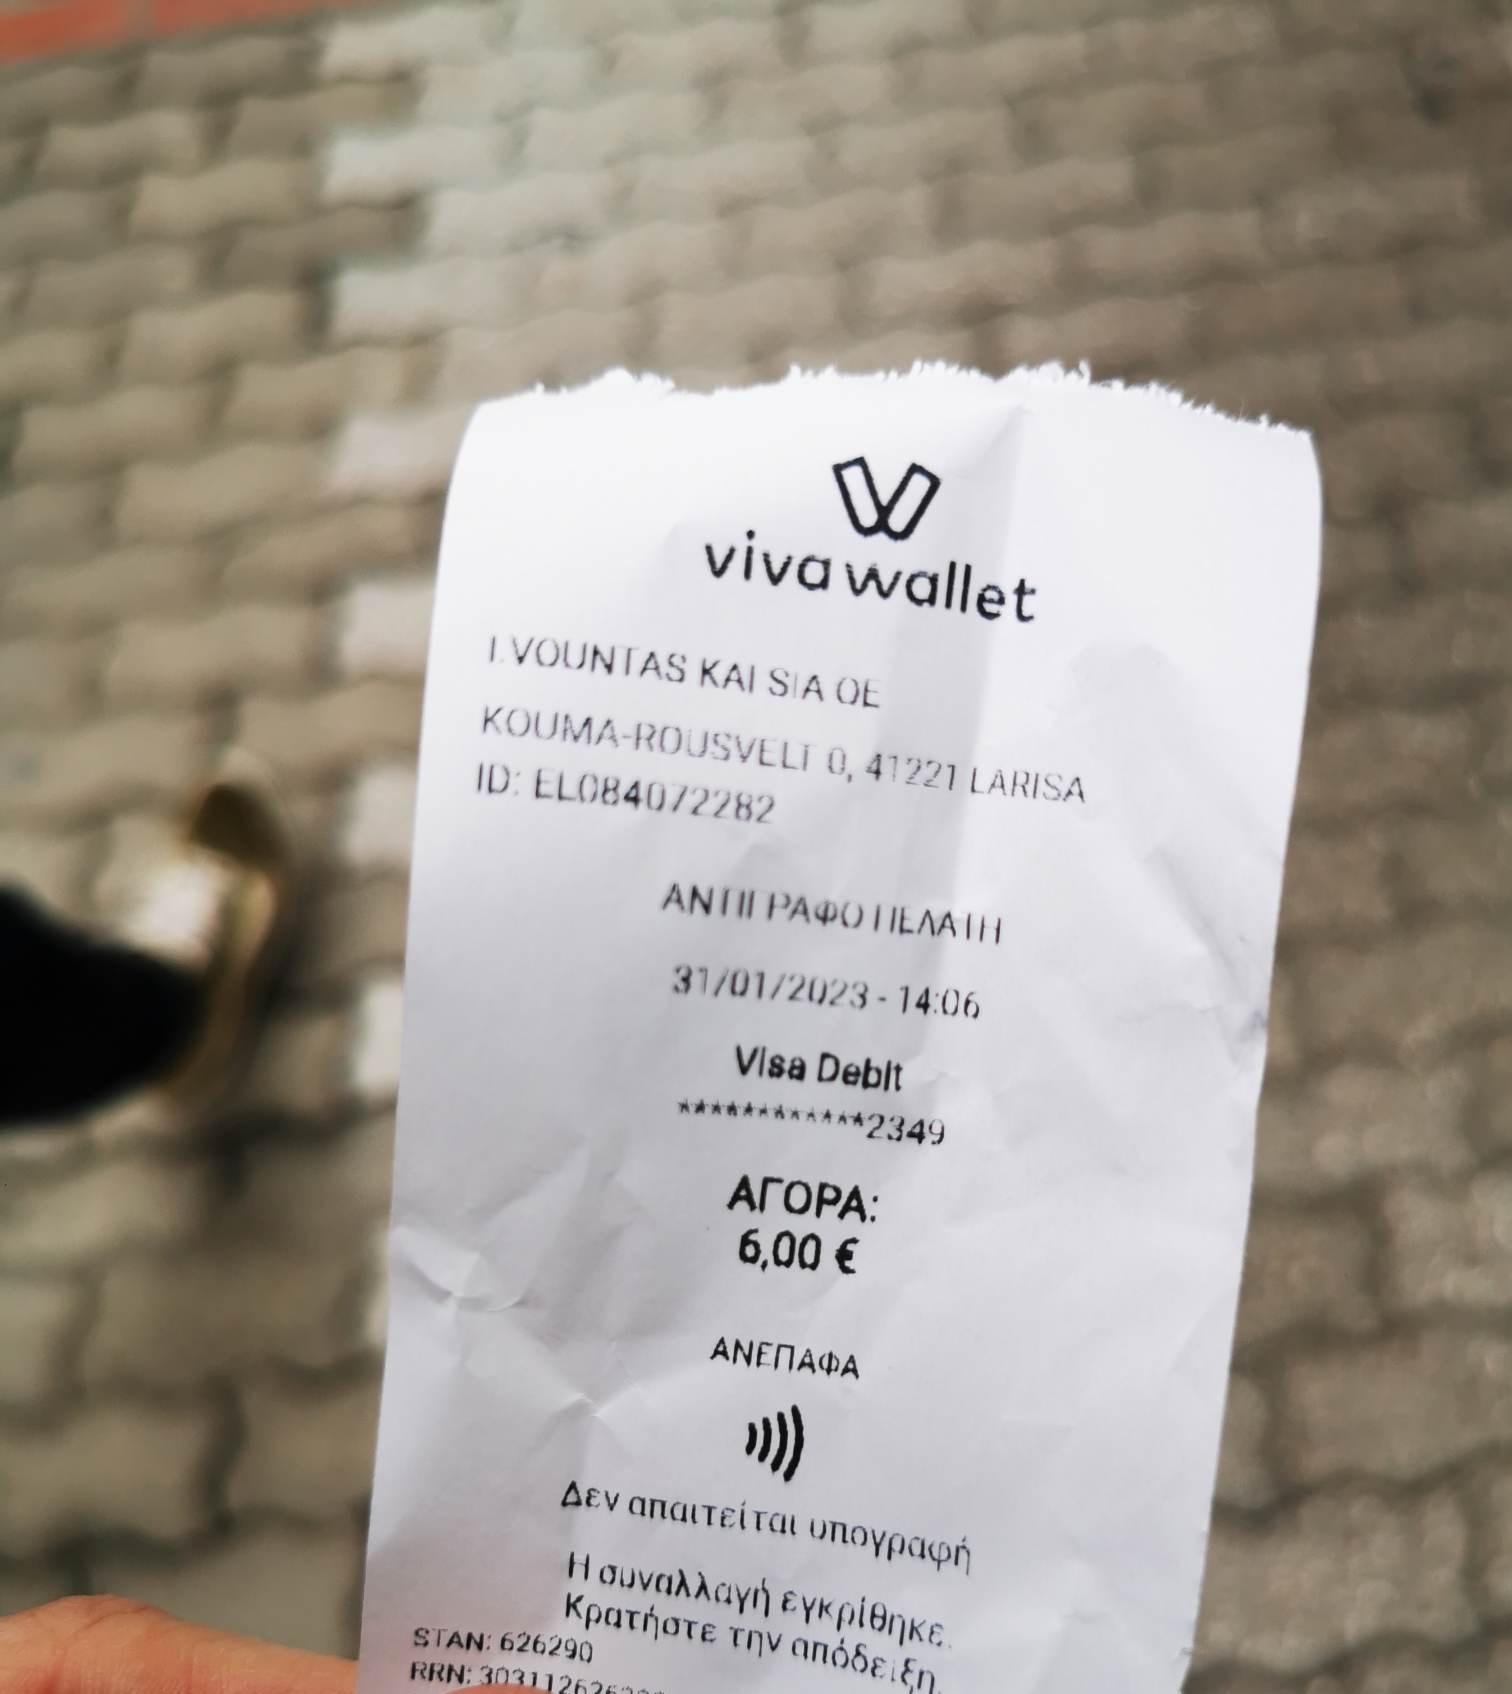 viva wallet
I.VOUNTAS KAI SIA OE
KOUMA-ROUSVELT 0, 41221 LARISA
ID: EL084072282
ΑΝΤΙΓΡΑΦΟ ΠΕΛΑΤΗ
31/01/2023 - 14:06
Visa Debit
************2349
ΑΓΟΡΑ:
6,00 €
ΑΝΕΠΑΦΑ
Δεν απαιτείται υπογραφή
Η συναλλαγή εγκρίθηκε.
Κρατήστε την απόδειξη.
STAN: 626290
RRN: